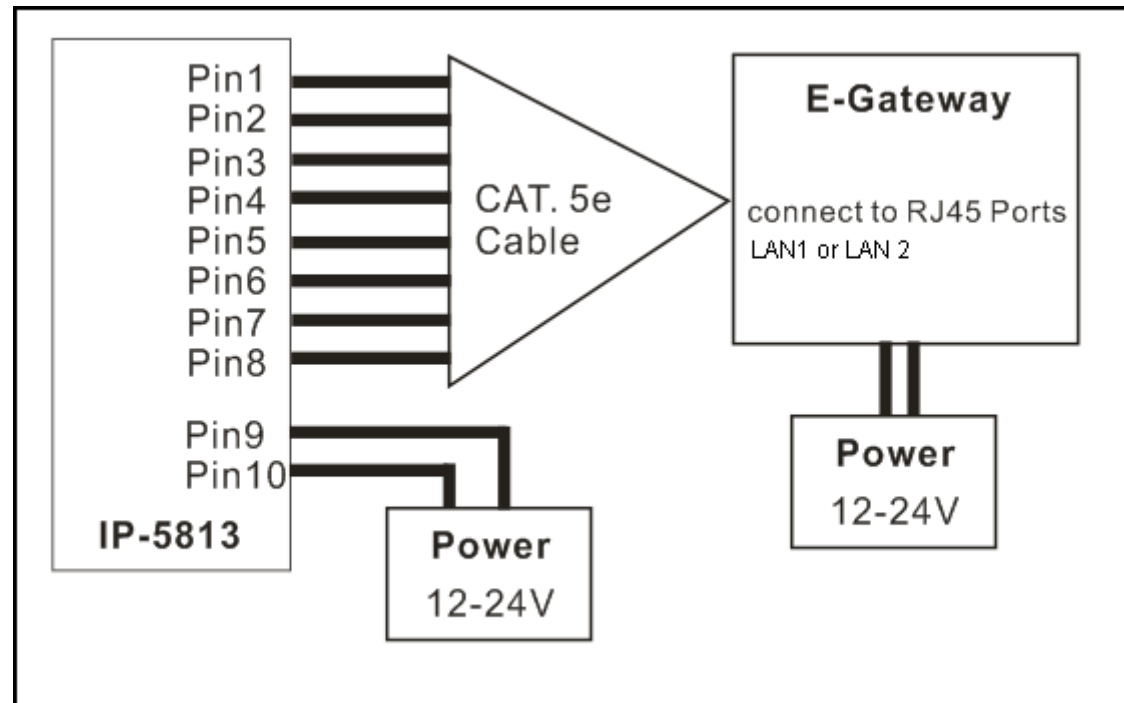 Pin1
Pin2
Pin3
Pin4
Pin5
Pin6
Pin7
Pin8
Pin9
Pin10
IP-5813
CAT. 5e
Cable
E-Gateway
connect to RJ45 Ports
LAN1 or LAN 2
Power
12-24V
Power
12-24V